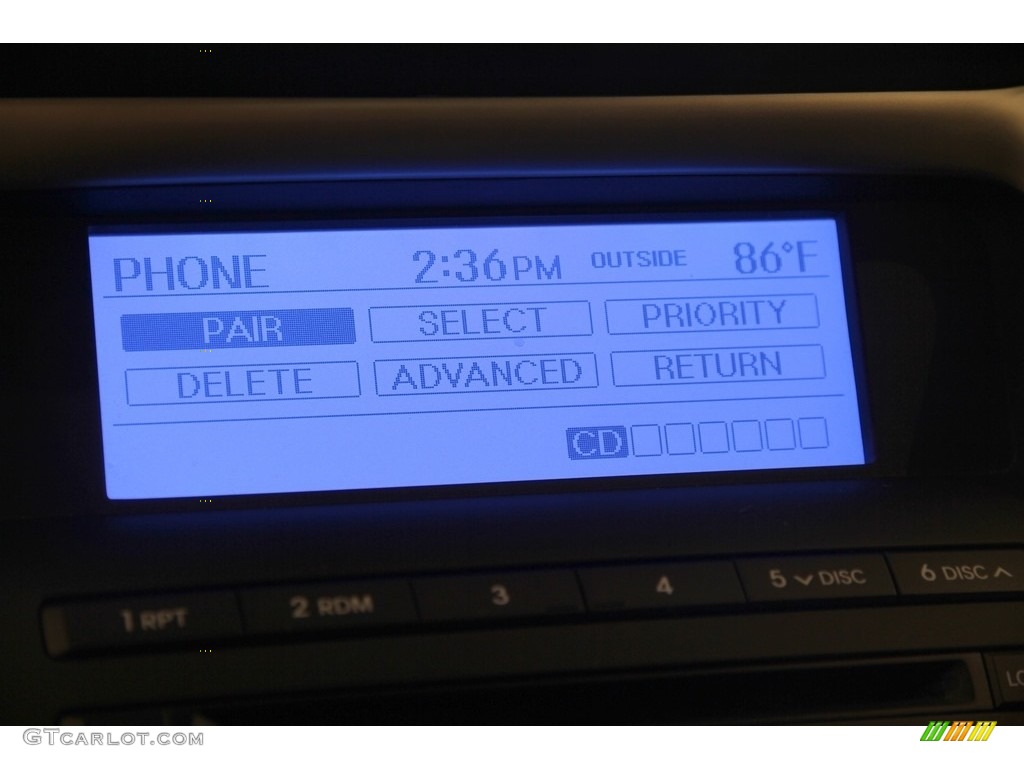 PHONE 2:36PM OUTSIDE 86°F
PAIR SELECT PRIORITY
DELETE ADVANCED RETURN
CD
1 RPT 2 RDM 3 4 5 DISC 6 DISC
GTCARLOT.COM